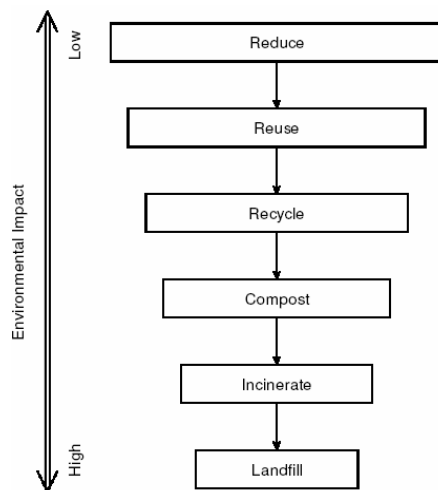 Environmental Impact
Low
High
Reduce
Reuse
Recycle
Compost
Incinerate
Landfill